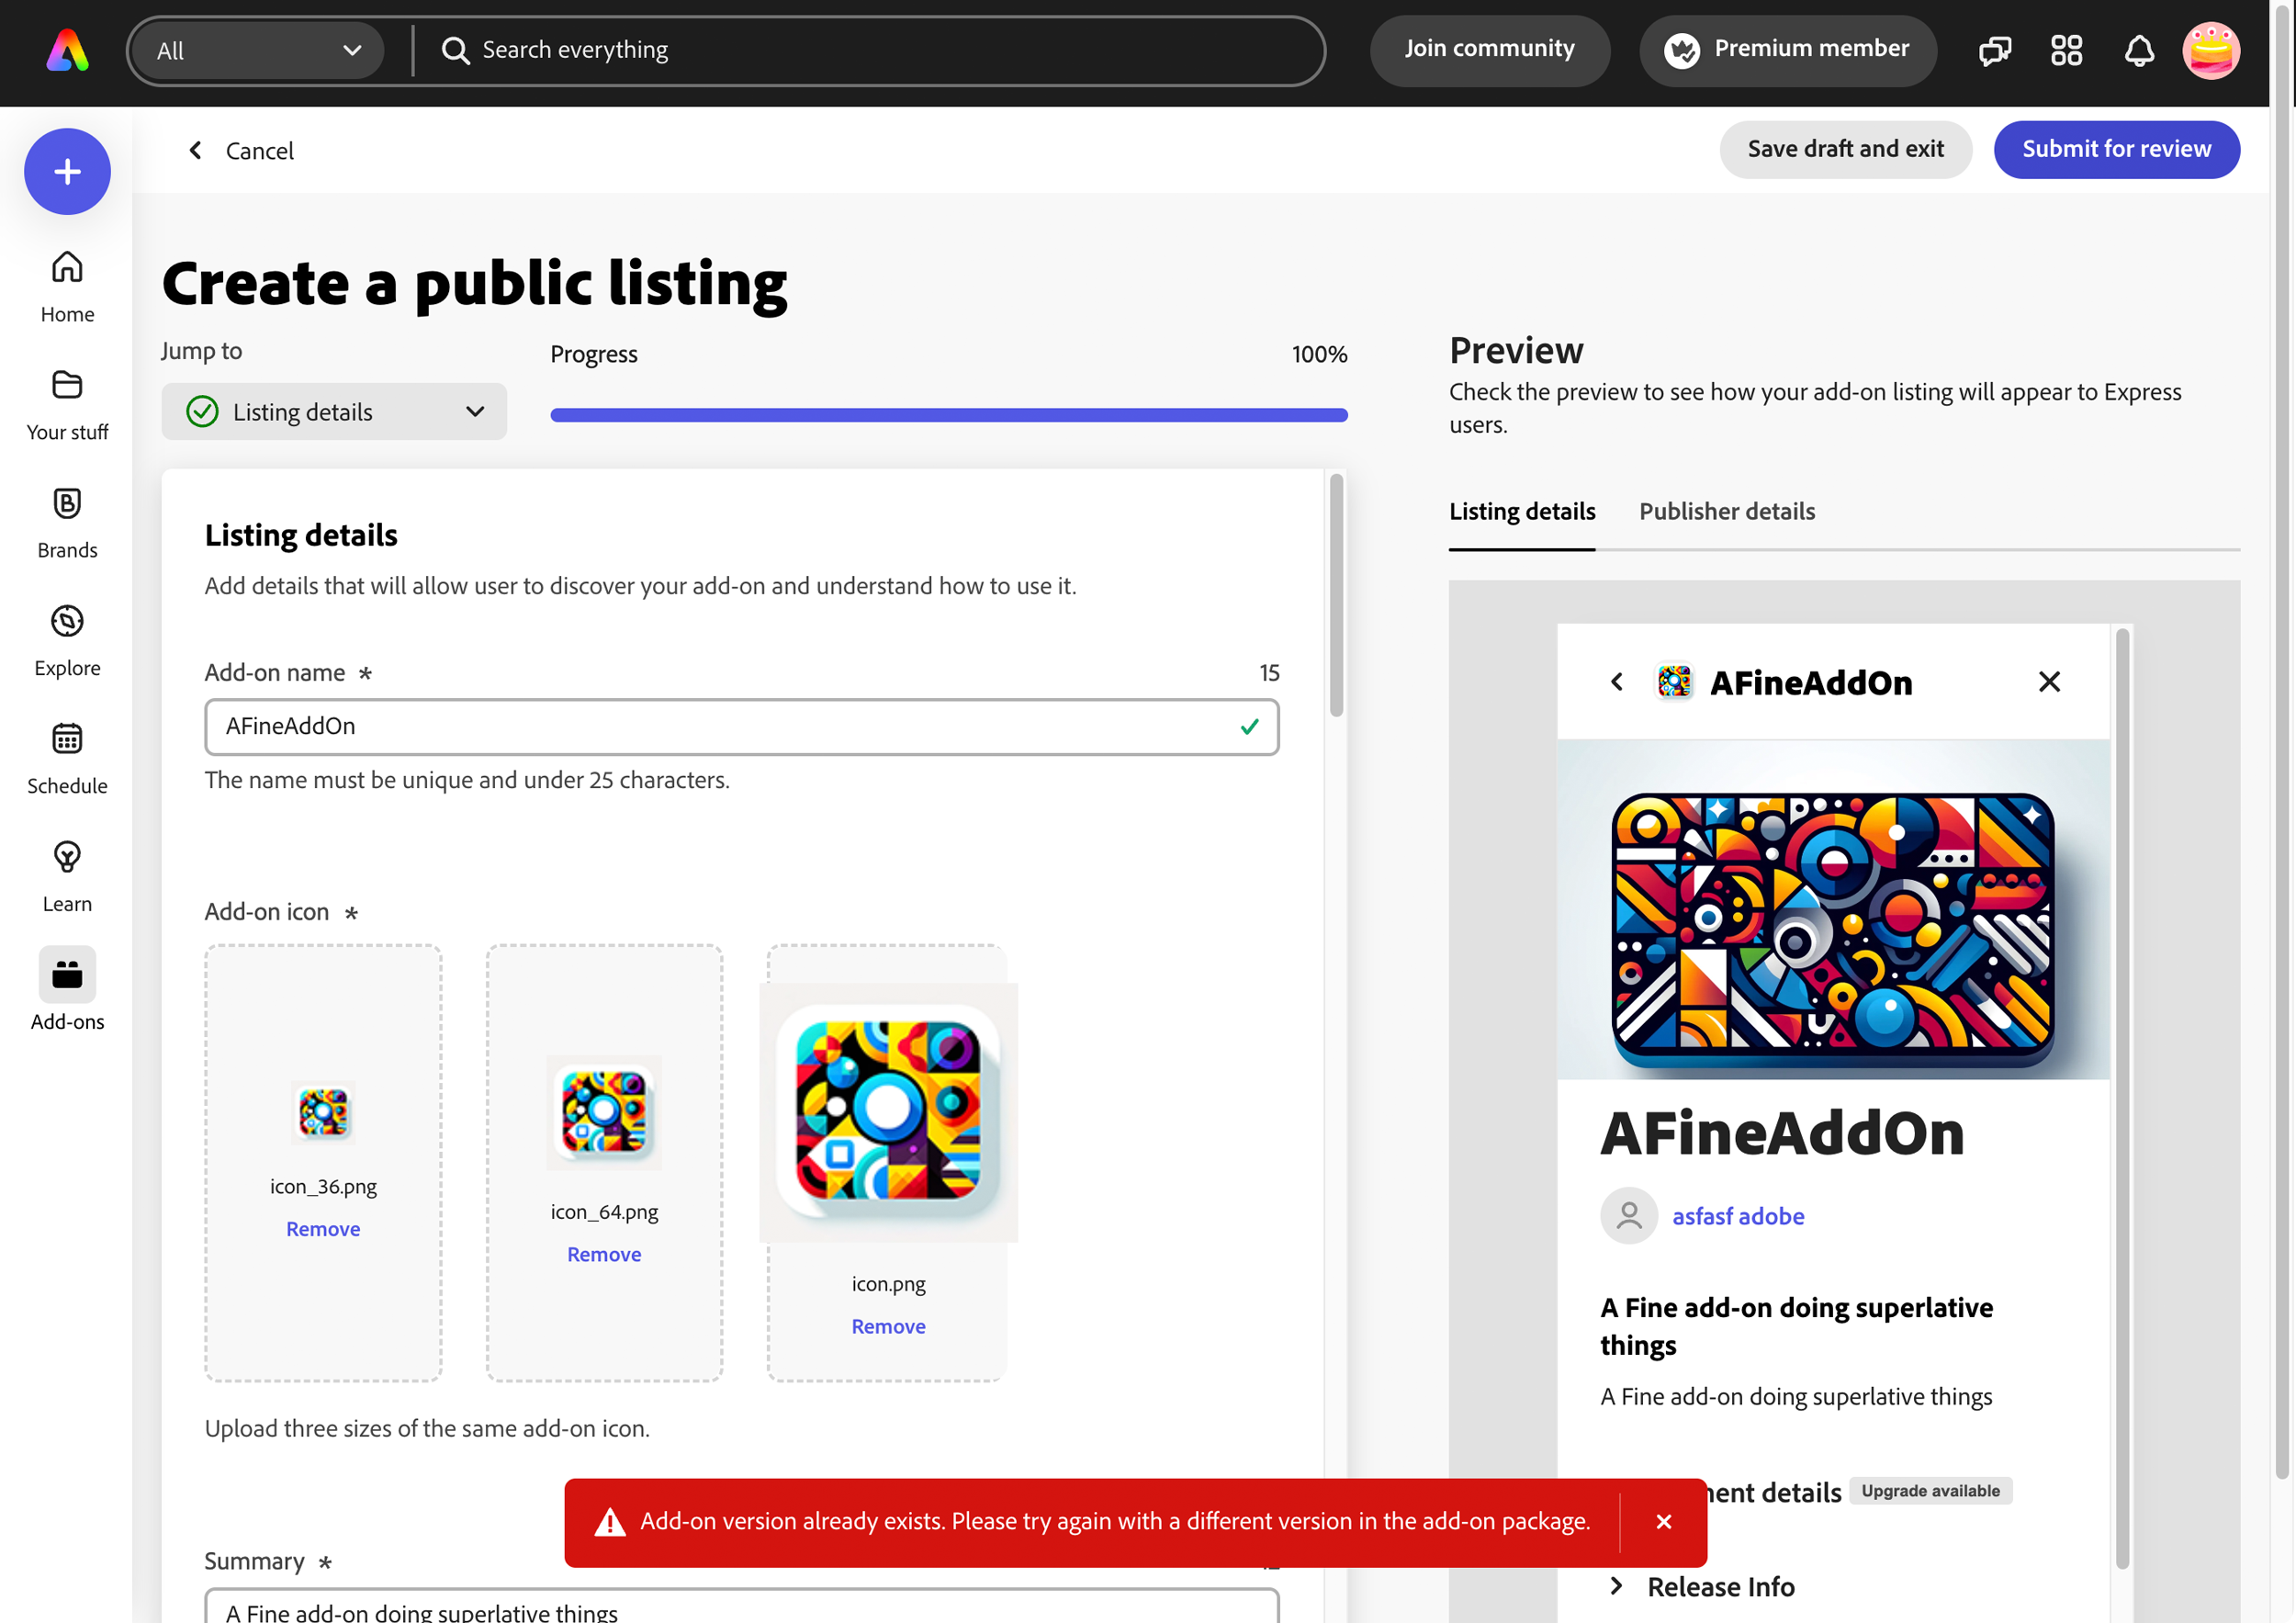 All
Search everything
Join community
Premium member
Cancel
Save draft and exit
Submit for review
Home
Your stuff
Brands
Explore
Schedule
Learn
Add-ons
Create a public listing
Jump to
Listing details
Progress
100%
Listing details
Add details that will allow user to discover your add-on and understand how to use it.
Add-on name *
15
AFineAddOn
The name must be unique and under 25 characters.
Add-on icon *
icon_36.png
Remove
icon_64.png
Remove
icon.png
Remove
Upload three sizes of the same add-on icon.
Summary *
A Fine add-on doing superlative things
Preview
Check the preview to see how your add-on listing will appear to Express
users.
Listing details
Publisher details
AFineAddOn
AFineAddOn
asfasf adobe
A Fine add-on doing superlative
things
A Fine add-on doing superlative things
details
Upgrade available
Release Info
Add-on version already exists. Please try again with a different version in the add-on package.